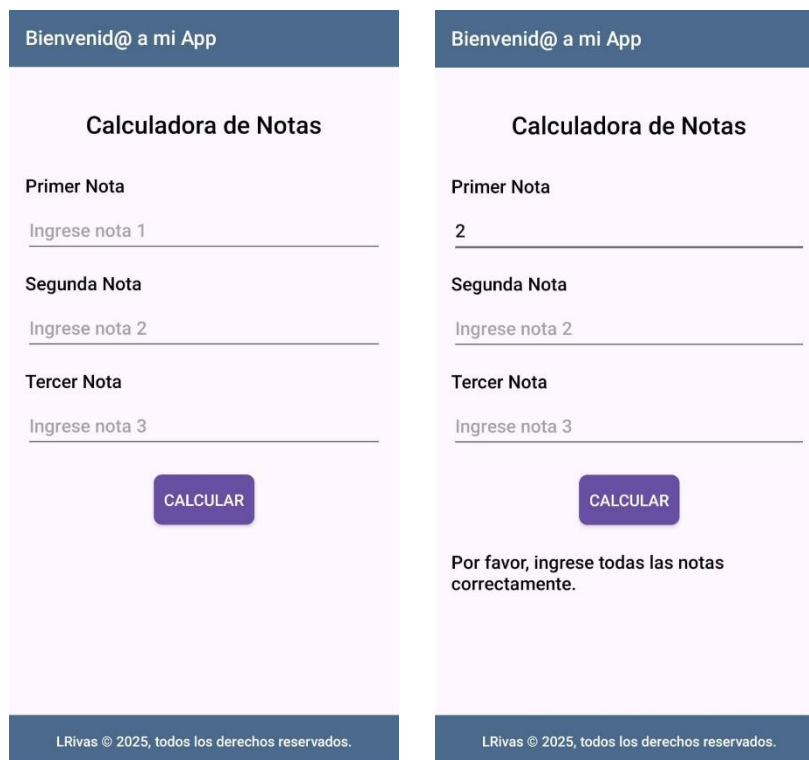 Bienvenid@ a mi App
Calculadora de Notas
Primer Nota
Ingrese nota 1
Segunda Nota
Ingrese nota 2
Tercer Nota
Ingrese nota 3
CALCULAR
LRivas © 2025, todos los derechos reservados.
Bienvenid@ a mi App
Calculadora de Notas
Primer Nota
2
Segunda Nota
Ingrese nota 2
Tercer Nota
Ingrese nota 3
CALCULAR
Por favor, ingrese todas las notas
correctamente.
LRivas © 2025, todos los derechos reservados.